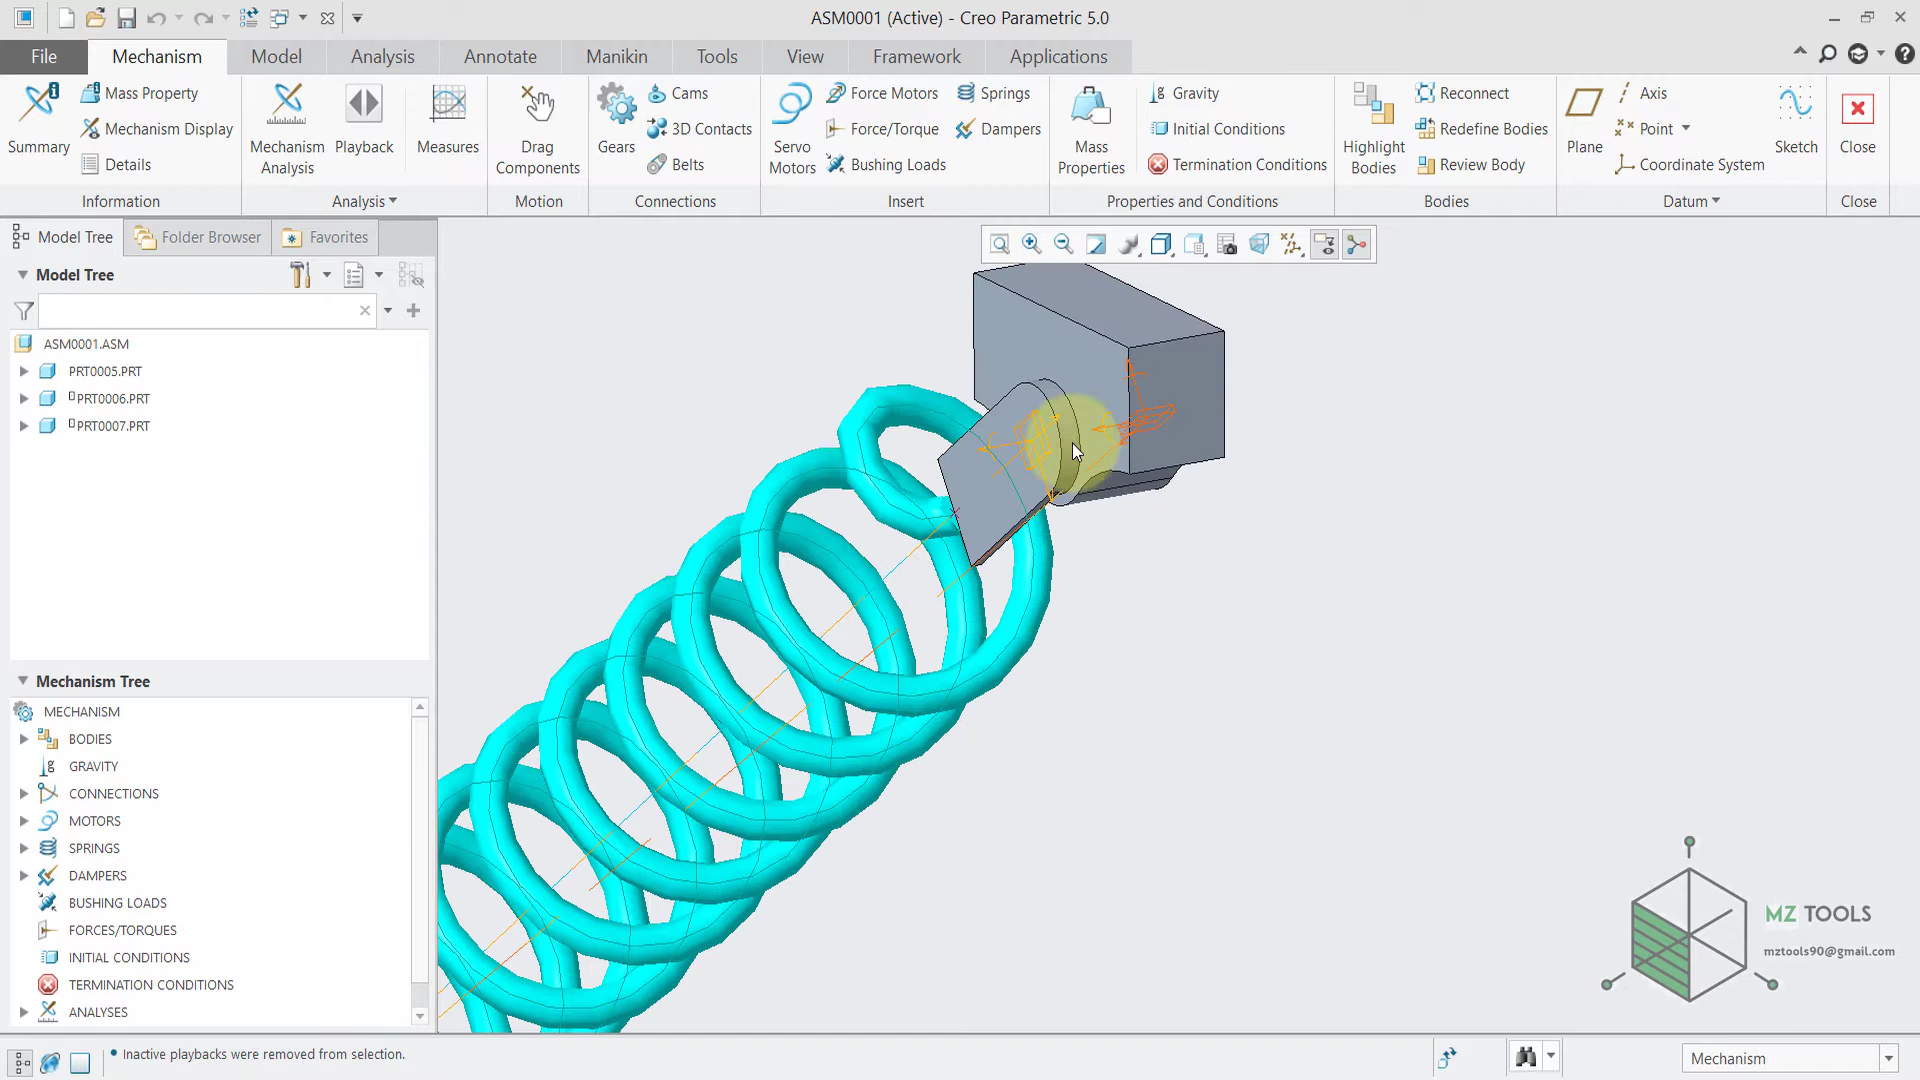 ASM0001 (Active) - Creo Parametric 5.0
File Mechanism Model Analysis Annotate Manikin Tools View Framework Applications
Summary
Mass Property
Mechanism Display
Details
Information
Mechanism Analysis
Playback
Measures
Analysis
Drag Components
Motion
Gears
Cams
3D Contacts
Belts
Connections
Servo Motors
Force Motors
Force/Torque
Bushing Loads
Springs
Dampers
Insert
Mass Properties
Gravity
Initial Conditions
Termination Conditions
Properties and Conditions
Highlight Bodies
Reconnect
Redefine Bodies
Review Body
Bodies
Plane
Axis
Point
Coordinate System
Sketch
Datum
Close
Close
Model Tree Folder Browser Favorites
Model Tree
ASM0001.ASM
PRT0005.PRT
PRT0006.PRT
PRT0007.PRT
Mechanism Tree
MECHANISM
BODIES
GRAVITY
CONNECTIONS
MOTORS
SPRINGS
DAMPERS
BUSHING LOADS
FORCES/TORQUES
INITIAL CONDITIONS
TERMINATION CONDITIONS
ANALYSES
MZ TOOLS
mztools90@gmail.com
Inactive playbacks were removed from selection.
Mechanism